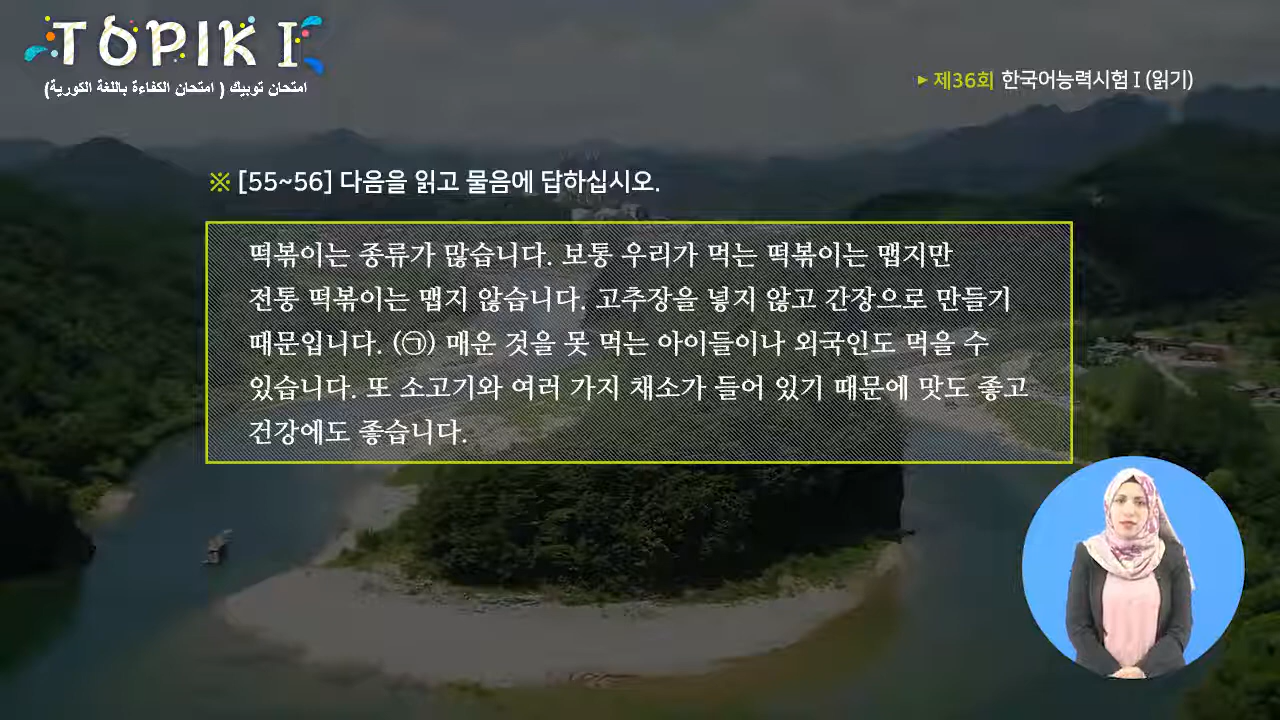 TOPIK I
امتحان توبيك ( امتحان الكفاءة باللغة الكورية)
▶ 제36회 한국어능력시험 I (읽기)
※ [55~56] 다음을 읽고 물음에 답하십시오.
떡볶이는 종류가 많습니다. 보통 우리가 먹는 떡볶이는 맵지만
전통 떡볶이는 맵지 않습니다. 고추장을 넣지 않고 간장으로 만들기
때문입니다. (㉠) 매운 것을 못 먹는 아이들이나 외국인도 먹을 수
있습니다. 또 소고기와 여러 가지 채소가 들어 있기 때문에 맛도 좋고
건강에도 좋습니다.